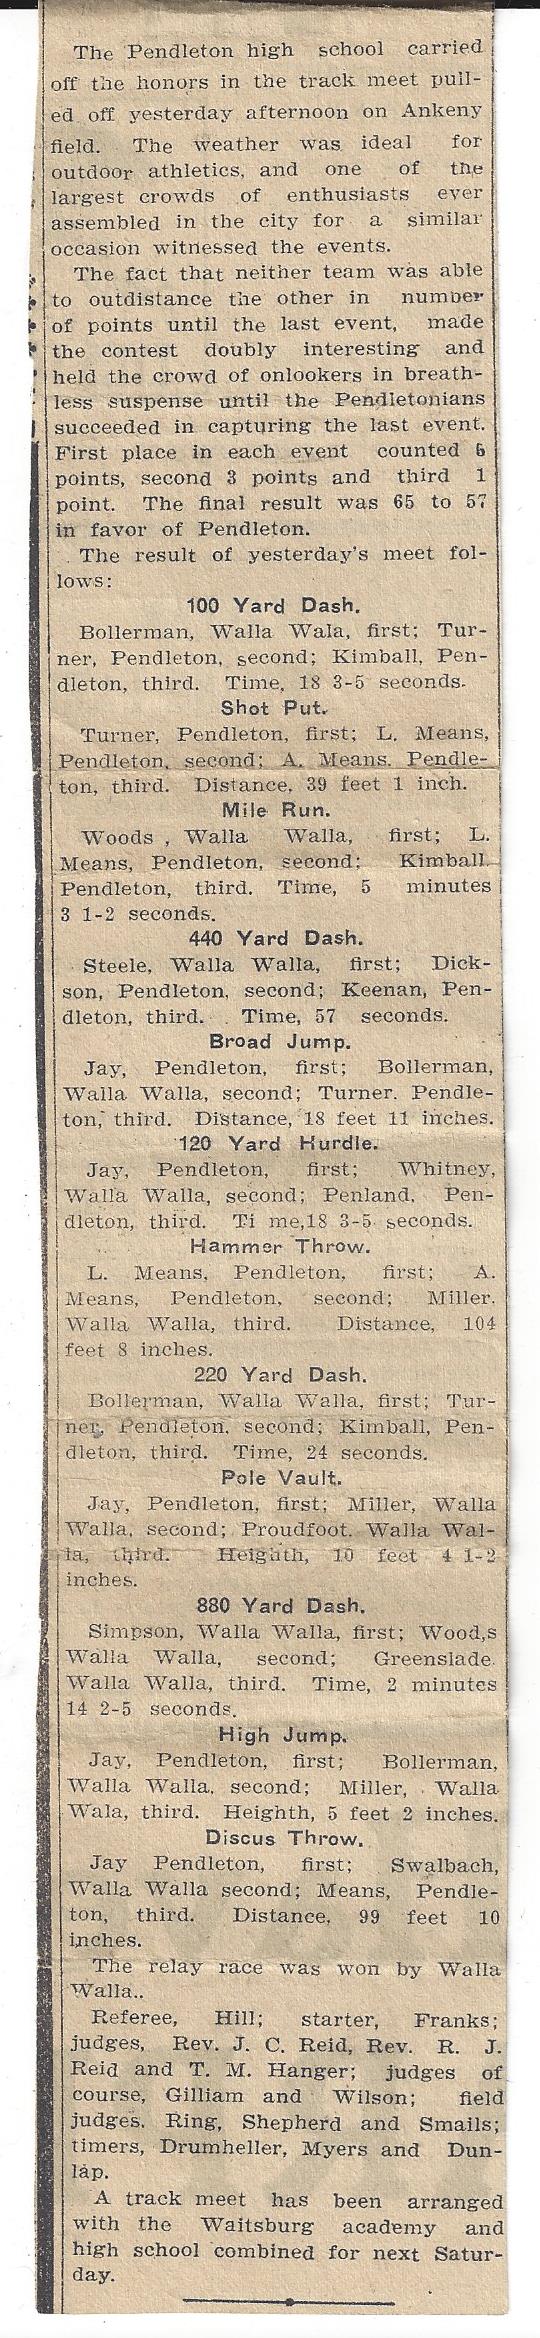 The Pendleton high school carried
off the honors in the track meet pull-
ed off yesterday afternoon on Ankeny
field. The weather was ideal for
outdoor athletics, and one of the
largest crowds of enthusiasts ever
assembled in the city for a similar
occasion witnessed the events.
The fact that neither team was able
to outdistance the other in number
of points until the last event, made
the contest doubly interesting and
held the crowd of onlookers in breath-
less suspense until the Pendletonians
succeeded in capturing the last event.
First place in each event counted 5
points, second 3 points and third 1
point. The final result was 65 to 57
in favor of Pendleton.
The result of yesterday's meet fol-
lows:
100 Yard Dash.
Bollerman, Walla Wala, first; Tur-
ner, Pendleton, second; Kimball, Pen-
dleton, third. Time, 18 3-5 seconds.
Shot Put.
Turner, Pendleton, first; L. Means,
Pendleton, second; A. Means, Pendle-
ton, third. Distance, 39 feet 1 inch.
Mile Run.
Woods , Walla Walla, first; L.
Means, Pendleton, second; Kimball
Pendleton, third. Time, 5 minutes
3 1-2 seconds.
440 Yard Dash.
Steele, Walla Walla, first; Dick-
son, Pendleton, second; Keenan, Pen-
dleton, third. . Time, 57 seconds.
Broad Jump.
Jay, Pendleton, first; Bollerman,
Walla Walla, second; Turner. Pendle-
ton, third. Distance, 18 feet 11 inches.
120 Yard Hurdle.
Jay, Pendleton, first; Whitney,
Walla Walla, second; Penland, Pen-
dleton, third. Ti me,18 3-5 seconds.
Hammer Throw.
L. Means, Pendleton, first; A.
Means, Pendleton, second; Miller.
Walla Walla, third. Distance, 104
feet 8 inches.
220 Yard Dash.
Bollerman, Walla Walla, first; Tur-
ner, Pendleton, second; Kimball, Pen-
dleton, third. Time, 24 seconds.
Pole Vault.
Jay, Pendleton, first; Miller, Walla
Walla, second; Proudfoot. Walla Wal-
la, third. Heighth, 10 feet 4 1-2
inches.
880 Yard Dash.
Simpson, Walla Walla, first; Wood,s
Walla Walla, second; Greenslade
Walla Walla, third. Time, 2 minutes
14 2-5 seconds.
High Jump.
Jay, Pendleton, first; Bollerman,
Walla Walla, second; Miller, Walla
Wala, third. Heighth, 5 feet 2 inches.
Discus Throw.
Jay Pendleton, first; Swalbach,
Walla Walla second; Means, Pendle-
ton, third. Distance, 99 feet 10
inches.
The relay race was won by Walla
Walla..
Referee, Hill; starter, Franks;
judges, Rev. J. C. Reid, Rev. R. J.
Reid and T. M. Hanger; judges of
course, Gilliam and Wilson; field
judges, Ring, Shepherd and Smails;
timers, Drumheller, Myers and Dun-
lap.
A track meet has been arranged
with the Waitsburg academy and
high school combined for next Satur-
day.